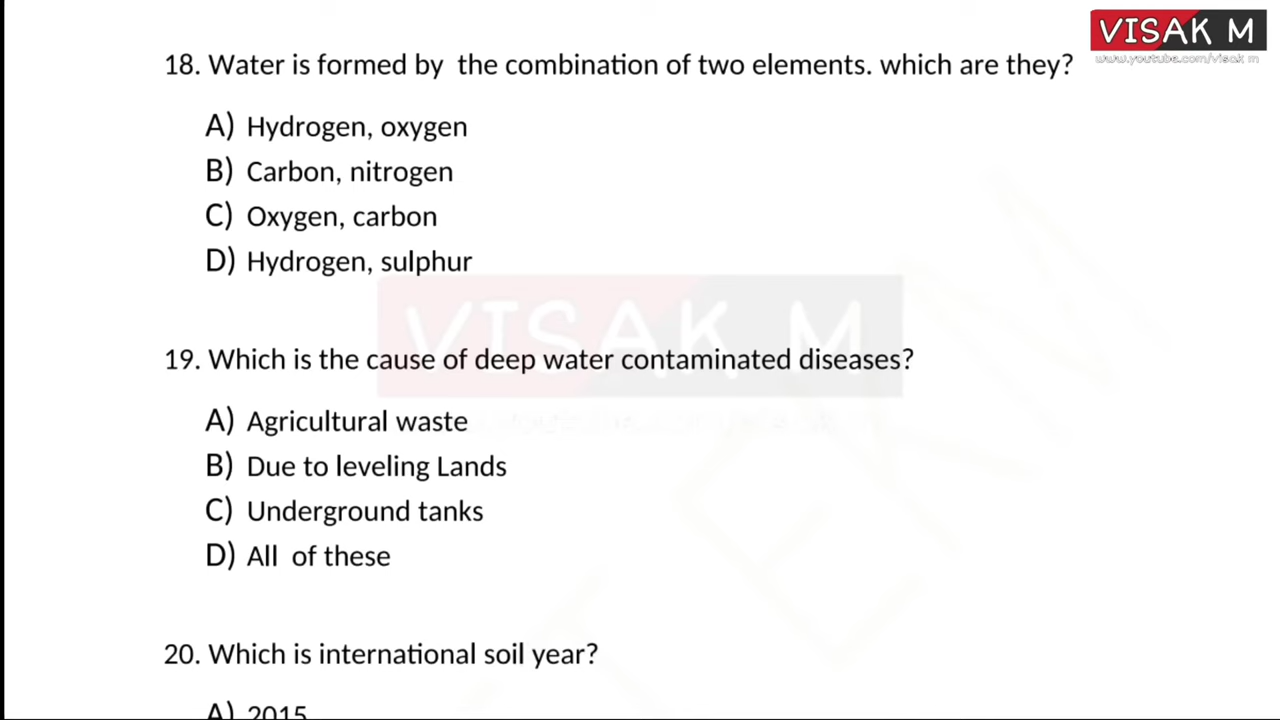 VISAK M
www.youtube.com/visak m
18. Water is formed by  the combination of two elements. which are they?
A) Hydrogen, oxygen
B) Carbon, nitrogen
C) Oxygen, carbon
D) Hydrogen, sulphur
VISAK M
19. Which is the cause of deep water contaminated diseases?
A) Agricultural waste
B) Due to leveling Lands
C) Underground tanks
D) All  of these
20. Which is international soil year?
A) 2015